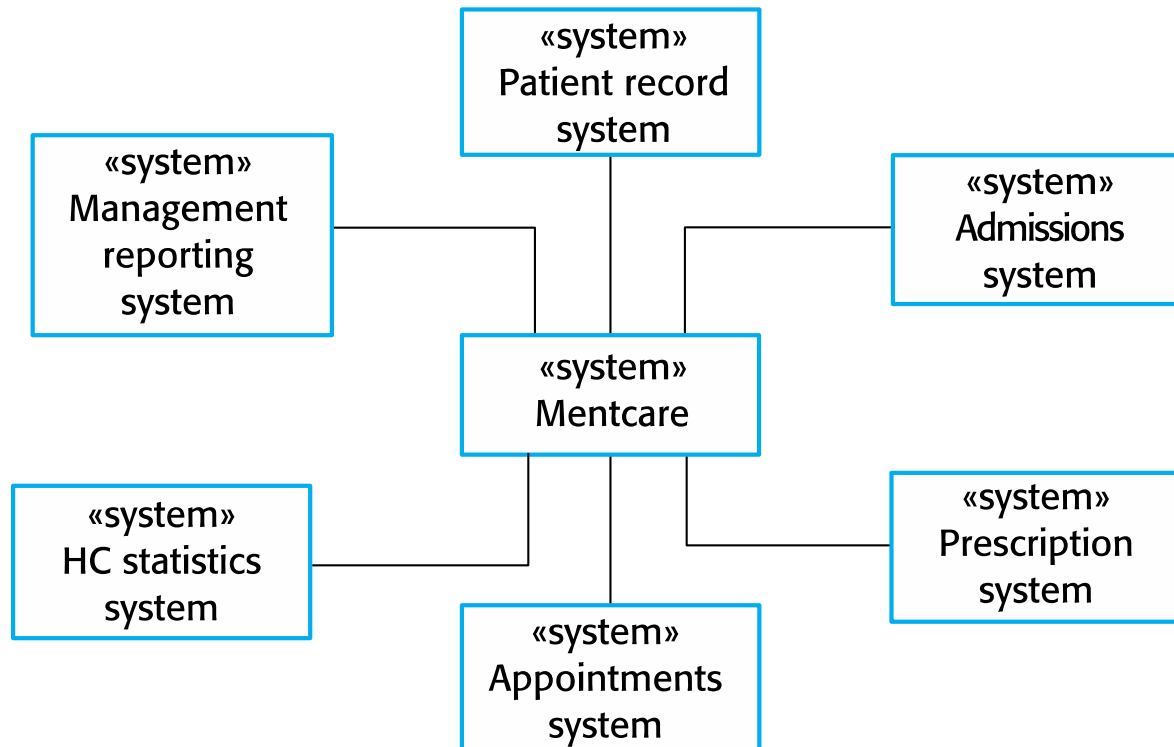 «system»
Patient record
system
«system»
Management
reporting
system
«system»
Admissions
system
«system»
Mentcare
«system»
HC statistics
system
«system»
Prescription
system
«system»
Appointments
system